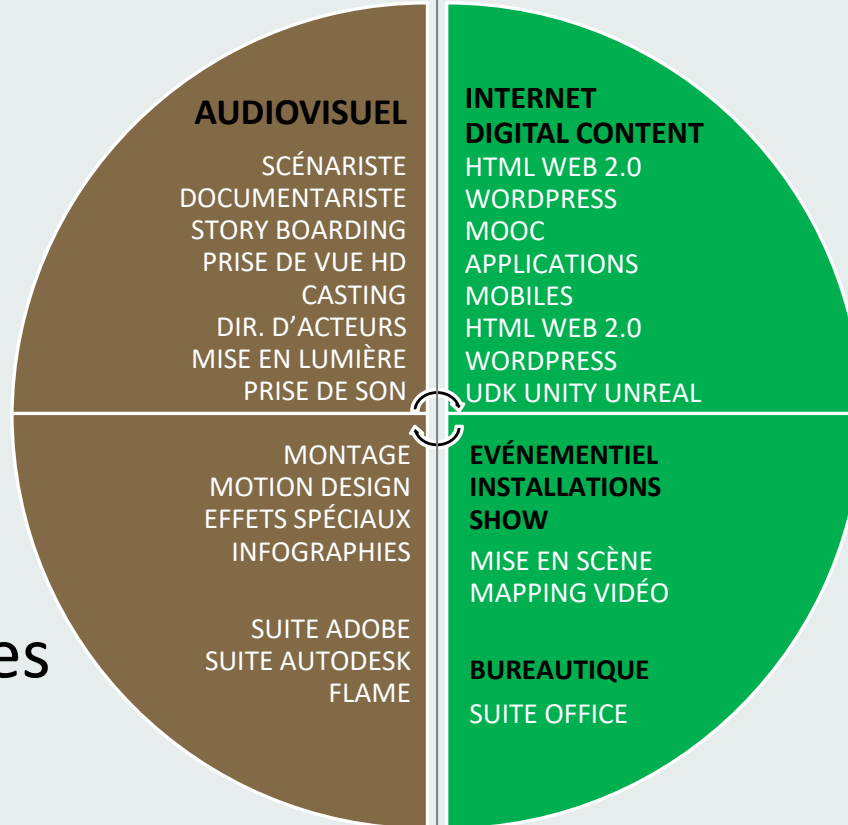 AUDIOVISUEL
SCÉNARISTE
DOCUMENTARISTE
STORY BOARDING
PRISE DE VUE HD
CASTING
DIR. D’ACTEURS
MISE EN LUMIÈRE
PRISE DE SON
INTERNET
DIGITAL CONTENT
HTML WEB 2.0
WORDPRESS
MOOC
APPLICATIONS
MOBILES
HTML WEB 2.0
WORDPRESS
UDK UNITY UNREAL
MONTAGE
MOTION DESIGN
EFFETS SPÉCIAUX
INFOGRAPHIES
SUITE ADOBE
SUITE AUTODESK
FLAME
EVÉNEMENTIEL
INSTALLATIONS
SHOW
MISE EN SCÈNE
MAPPING VIDÉO
BUREAUTIQUE
SUITE OFFICE
es